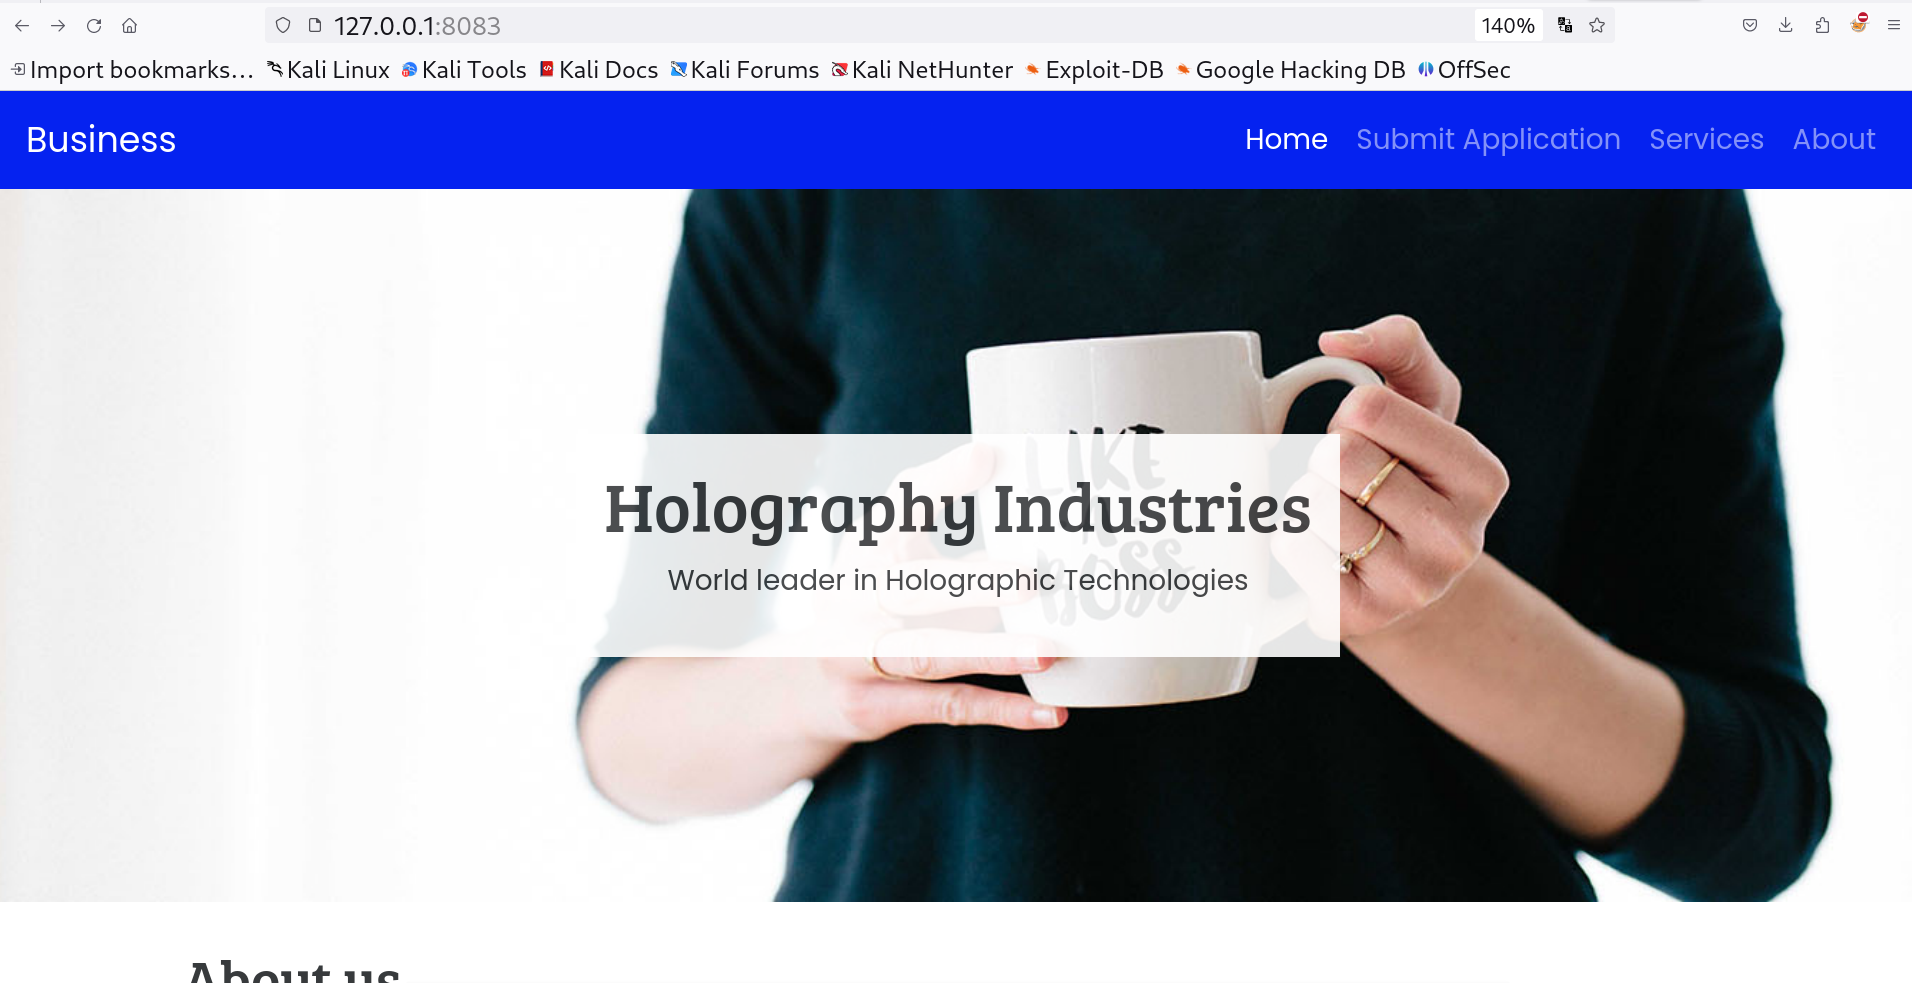 127.0.0.1:8083 140%
Import bookmarks... Kali Linux Kali Tools Kali Docs Kali Forums Kali NetHunter Exploit-DB Google Hacking DB OffSec
Business Home Submit Application Services About
LIKE
A
BOSS
Holography Industries
World leader in Holographic Technologies
About us